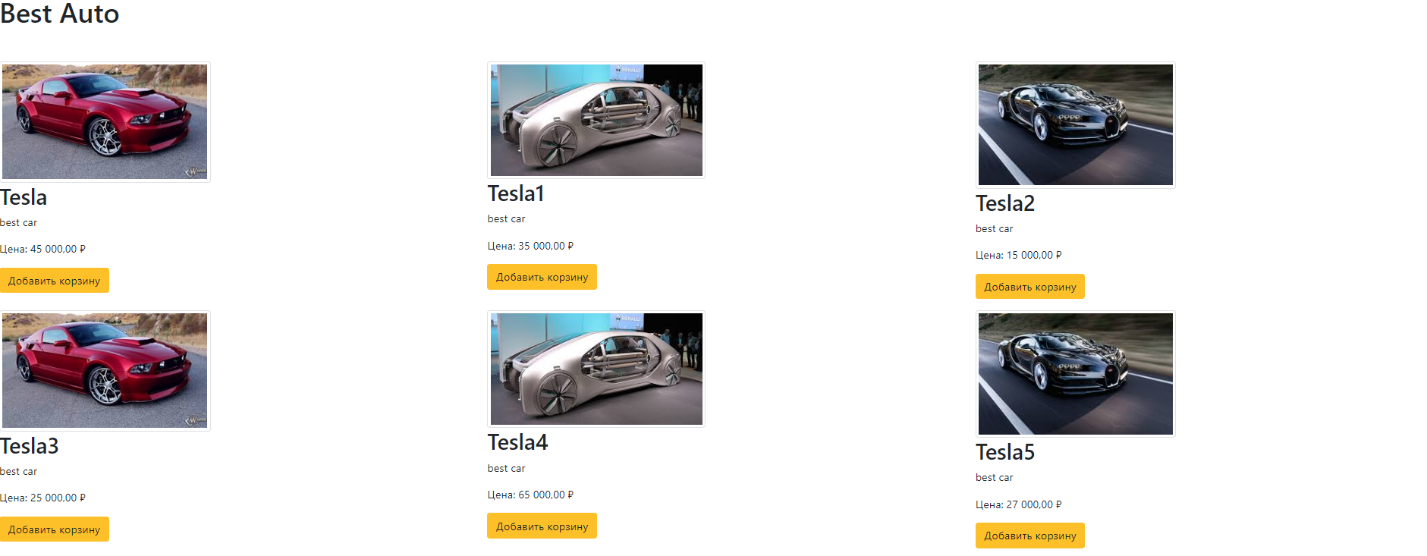 Best Auto
Tesla
best car
Цена: 45 000,00 ₽
Добавить корзину
Tesla1
best car
Цена: 35 000,00 ₽
Добавить корзину
Tesla2
best car
Цена: 15 000,00 ₽
Добавить корзину
Tesla3
best car
Цена: 25 000,00 ₽
Добавить корзину
Tesla4
best car
Цена: 65 000,00 ₽
Добавить корзину
Tesla5
best car
Цена: 27 000,00 ₽
Добавить корзину